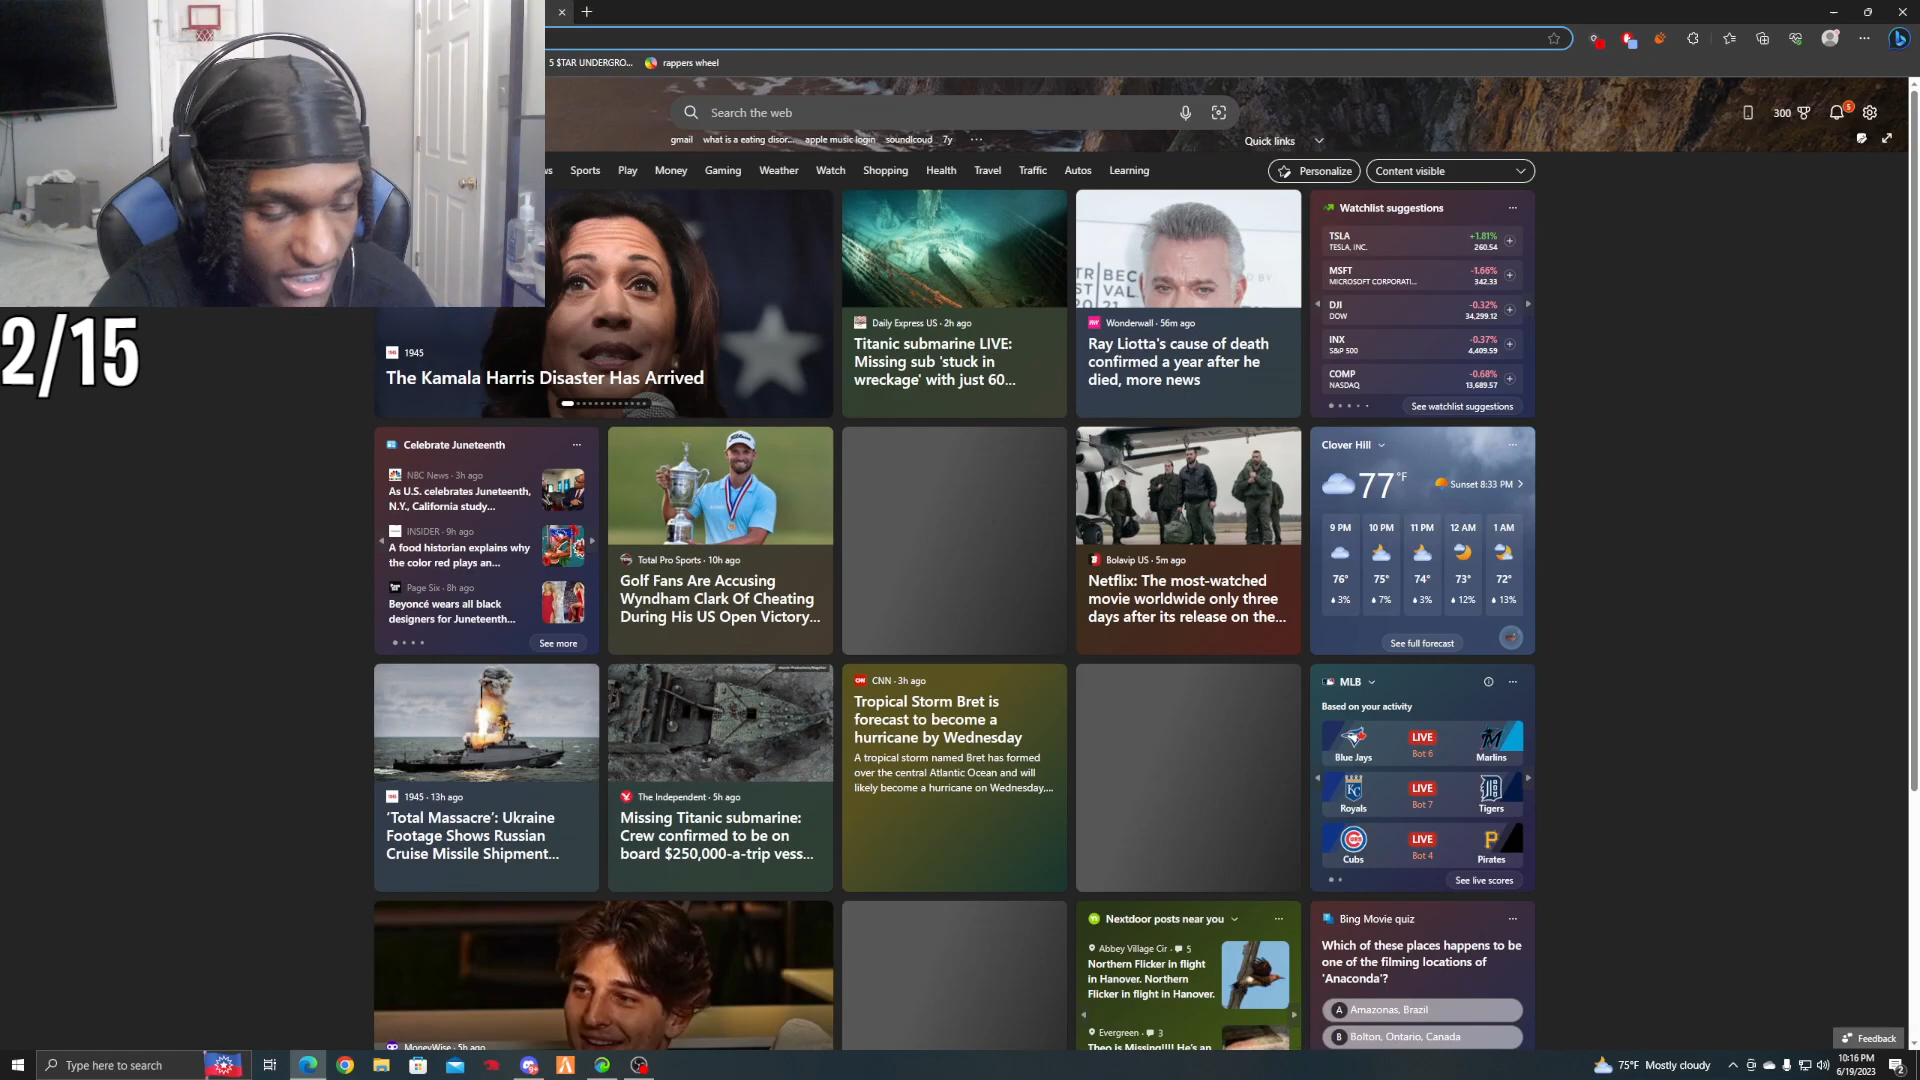 5 $TAR UNDERGRO...
rappers wheel
Search the web
300
5
gmail
what is a eating disor...
apple music login
soundlcoud
7y
Quick links
Sports
Play
Money
Gaming
Weather
Watch
Shopping
Health
Travel
Traffic
Autos
Learning
Personalize
Content visible
2/15
1945
The Kamala Harris Disaster Has Arrived
Daily Express US · 2h ago
Titanic submarine LIVE:
Missing sub 'stuck in
wreckage' with just 60...
Wonderwall · 56m ago
Ray Liotta's cause of death
confirmed a year after he
died, more news
Watchlist suggestions
TSLA
+1.81%
TESLA, INC.
260.54
MSFT
-1.66%
MICROSOFT CORPORATI...
342.33
DJI
-0.32%
DOW
34,299.12
INX
-0.37%
S&P 500
4,409.59
COMP
-0.68%
NASDAQ
13,689.57
See watchlist suggestions
Celebrate Juneteenth
NBC News · 3h ago
As U.S. celebrates Juneteenth,
N.Y., California study...
INSIDER · 9h ago
A food historian explains why
the color red plays an...
Page Six · 8h ago
Beyoncé wears all black
designers for Juneteenth...
See more
Total Pro Sports · 10h ago
Golf Fans Are Accusing
Wyndham Clark Of Cheating
During His US Open Victory...
Bolavip US · 5m ago
Netflix: The most-watched
movie worldwide only three
days after its release on the...
Clover Hill
77°F
Sunset 8:33 PM
9 PM
10 PM
11 PM
12 AM
1 AM
76°
75°
74°
73°
72°
3%
7%
3%
12%
13%
See full forecast
1945 · 13h ago
‘Total Massacre’: Ukraine
Footage Shows Russian
Cruise Missile Shipment...
The Independent · 5h ago
Missing Titanic submarine:
Crew confirmed to be on
board $250,000-a-trip vess...
CNN · 3h ago
Tropical Storm Bret is
forecast to become a
hurricane by Wednesday
A tropical storm named Bret has formed
over the central Atlantic Ocean and will
likely become a hurricane on Wednesday,...
MLB
Based on your activity
Blue Jays
LIVE
Bot 6
Marlins
Royals
LIVE
Bot 7
Tigers
Cubs
LIVE
Bot 4
Pirates
See live scores
MoneyWise · 5h ago
Nextdoor posts near you
Abbey Village Cir · 5
Northern Flicker in flight
in Hanover. Northern
Flicker in flight in Hanover.
Evergreen · 3
Theo is Missing!!!! He's an
Bing Movie quiz
Which of these places happens to be
one of the filming locations of
'Anaconda'?
A Amazonas, Brazil
B Bolton, Ontario, Canada
Feedback
Type here to search
75°F Mostly cloudy
10:16 PM
6/19/2023
2